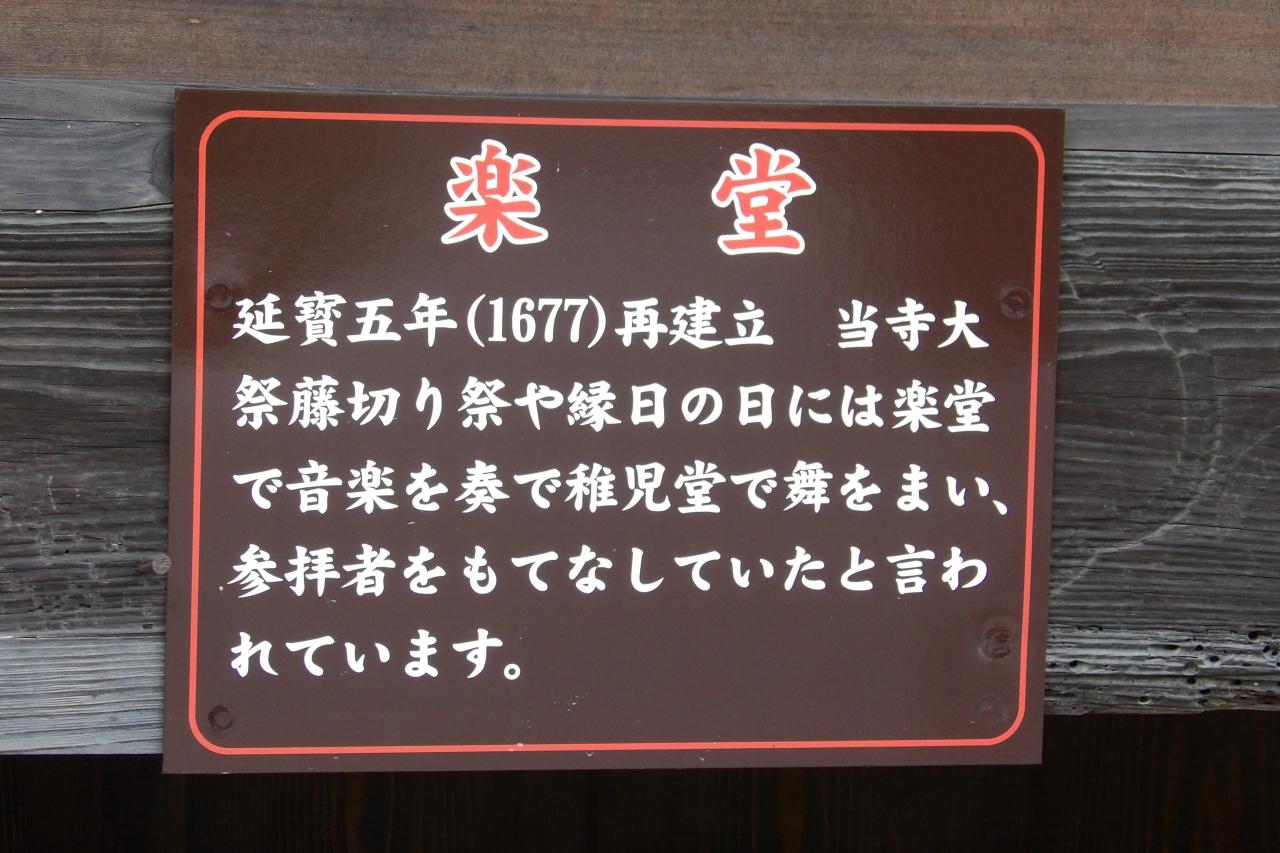 楽堂
延寶五年(1677)再建立　当寺大
祭藤切り祭や縁日の日には楽堂
で音楽を奏で稚児堂で舞をまい、
参拝者をもてなしていたと言わ
れています。